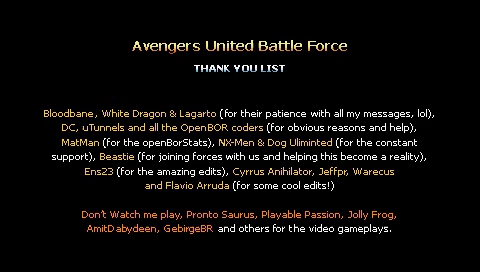 Avengers United Battle Force
THANK YOU LIST
Bloodbane, White Dragon & Lagarto (for their patience with all my messages, lol),
DC, uTunnels and all the OpenBOR coders (for obvious reasons and help),
MatMan (for the openBorStats), NX-Men & Dog Uliminted (for the constant
support), Beastie (for joining forces with us and helping this become a reality),
Ens23 (for the amazing edits), Cyrrus Anihilator, Jeffpr, Warecus
and Flavio Arruda (for some cool edits!)
Don't Watch me play, Pronto Saurus, Playable Passion, Jolly Frog,
AmitDabydeen, GebirgeBR and others for the video gameplays.